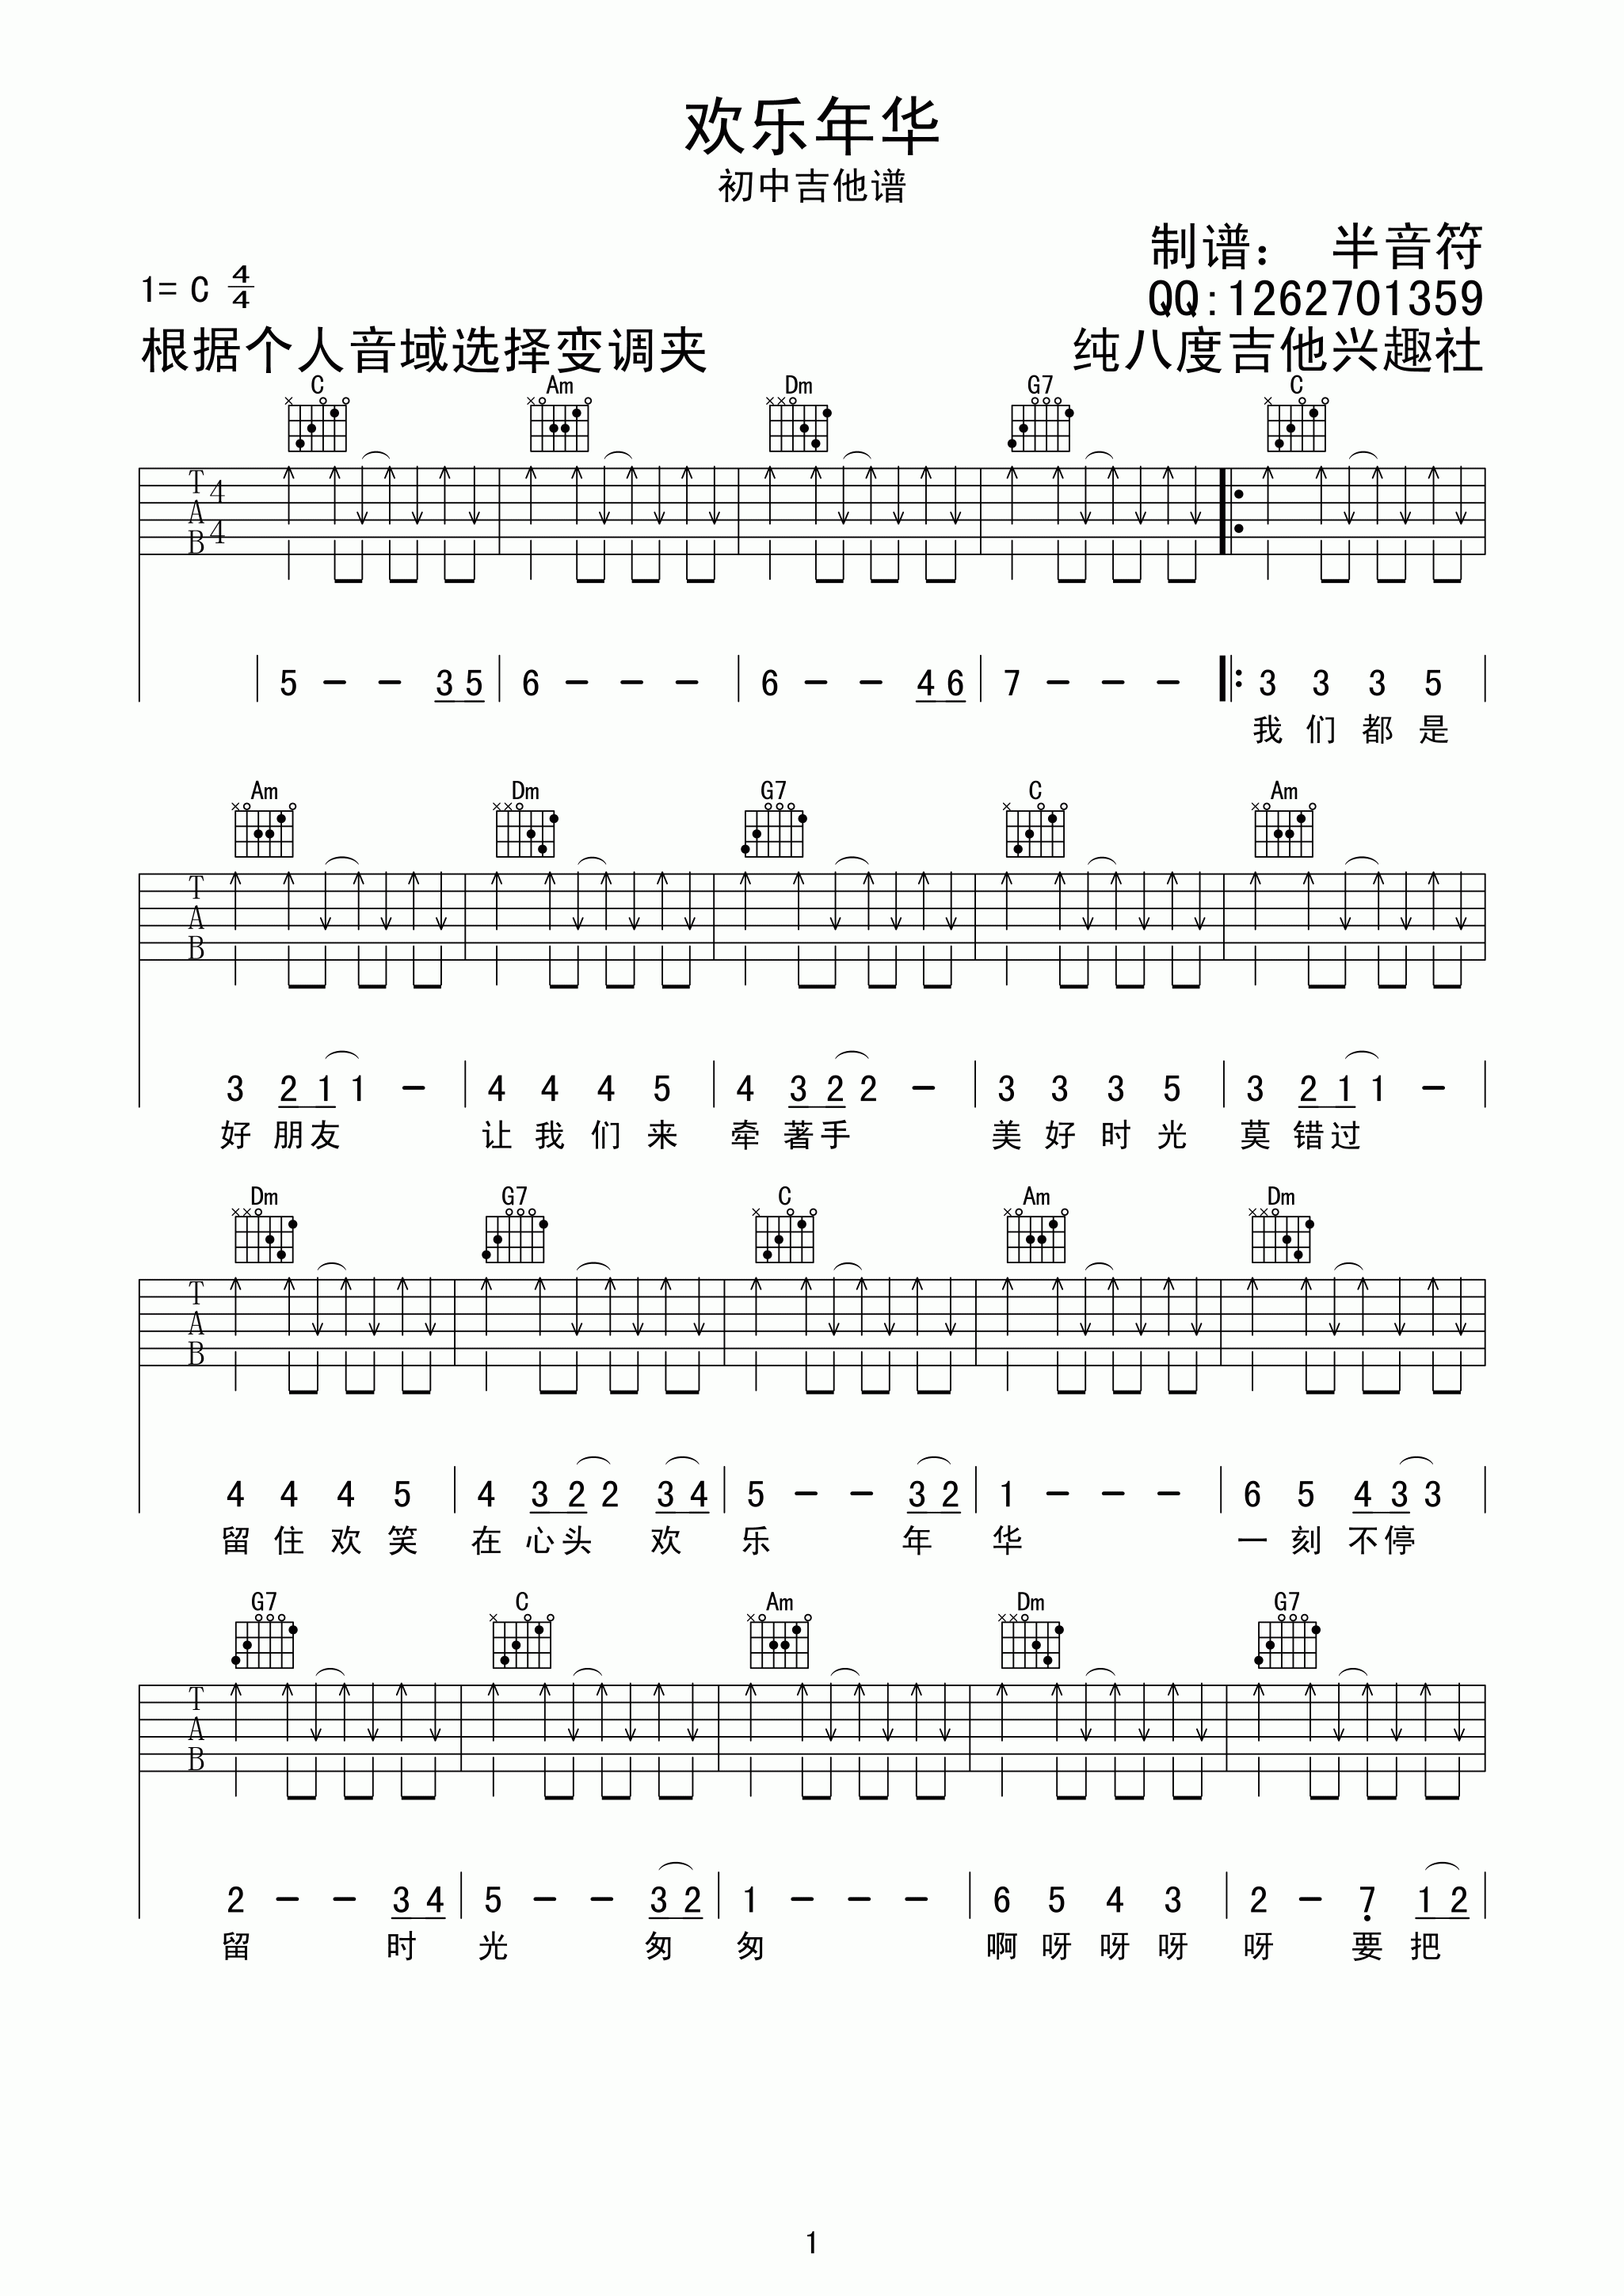 欢乐年华
初中吉他谱
制谱： 半音符
1= C 4/4
QQ:1262701359
根据个人音域选择变调夹
纯八度吉他兴趣社
C Am Dm G7 C
T A B 4 4
5 - - 3 5 | 6 - - - | 6 - - 4 6 | 7 - - - |: 3 3 3 5 |
我 们 都 是
Am Dm G7 C Am
T A B
3 2 1 1 - | 4 4 4 5 | 4 3 2 2 - | 3 3 3 5 | 3 2 1 1 - |
好 朋 友 让 我 们 来 牵 著 手 美 好 时 光 莫 错 过
Dm G7 C Am Dm
T A B
4 4 4 5 | 4 3 2 2 3 4 | 5 - - 3 2 | 1 - - - | 6 5 4 3 3 |
留 住 欢 笑 在 心 头 欢 乐 年 华 一 刻 不 停
G7 C Am Dm G7
T A B
2 - - 3 4 | 5 - - 3 2 | 1 - - - | 6 5 4 3 | 2 - 7̣ 1 2 |
留 时 光 匆 匆 啊 呀 呀 呀 呀 要 把
1